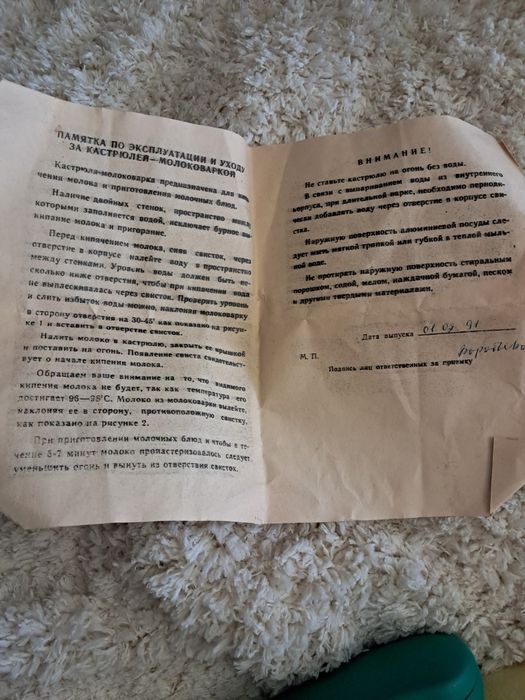 ПАМЯТКА ПО ЭКСПЛУАТАЦИИ И УХОДУ
ЗА КАСТРЮЛЕЙ—МОЛОКОВАРКОЙ
Кастрюля-молоковарка предназначена для кипя-
чения молока и приготовления молочных блюд.
Наличие двойных стенок, пространство между
которыми заполняется водой, исключает бурное вы-
кипание молока и пригорание.
Перед кипячением молока, сняв свисток, через
отверстие в корпусе налейте воду в пространство
между стенками. Уровень воды должен быть не-
сколько ниже отверстия, чтобы при кипячении вода
не выплескивалась через свисток. Проверить уровень
и слить избыток воды можно, наклоняя молоковарку
в сторону отверстия на 30-45° как показано на рисун-
ке 1 и вставить в отверстие свисток.
Налить молоко в кастрюлю, закрыть ее крышкой
и поставить на огонь. Появление свиста свидетельст-
вует о начале кипения молока.
Обращаем ваше внимание на то, что видимого
кипения молока не будет, так как температура его
достигает 96—98°С. Молоко из молоковарки вылейте,
наклоняя ее в сторону, противоположную свистку,
как показано на рисунке 2.
При приготовлении молочных блюд и чтобы в те-
чение 5-7 минут молоко пропастеризовалось следует
уменьшить огонь и вынуть из отверствия свисток.
ВНИМАНИЕ!
Не ставьте кастрюлю на огонь без воды.
В связи с выпариванием воды из внутреннего
корпуса, при длительной варке, необходимо периоди-
чески добавлять воду через отверстие в корпусе сви-
стка.
Наружную поверхность алюминиевой посуды сле-
дует мыть мягкой тряпкой или губкой в теплой мыль-
ной воде.
Не протирать наружную поверхность стиральным
порошком, содой, мелом, наждачной бумагой, песком
и другими твердыми материалами.
Дата выпуска 01 07 91
М. П.
Подпись лиц ответственных за приемку